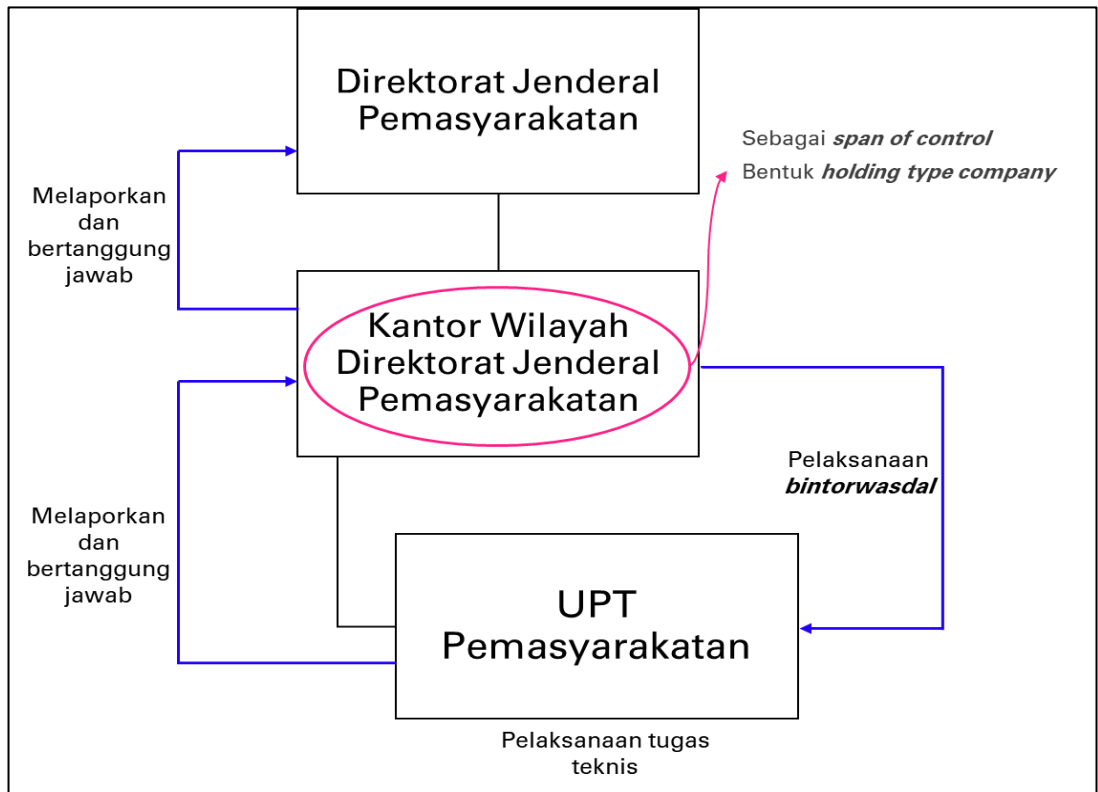 Direktorat Jenderal
Pemasyarakatan
Sebagai span of control
Bentuk holding type company
Melaporkan
dan
bertanggung
jawab
Kantor Wilayah
Direktorat Jenderal
Pemasyarakatan
Pelaksanaan
bintorwasdal
Melaporkan
dan
bertanggung
jawab
UPT
Pemasyarakatan
Pelaksanaan tugas
teknis